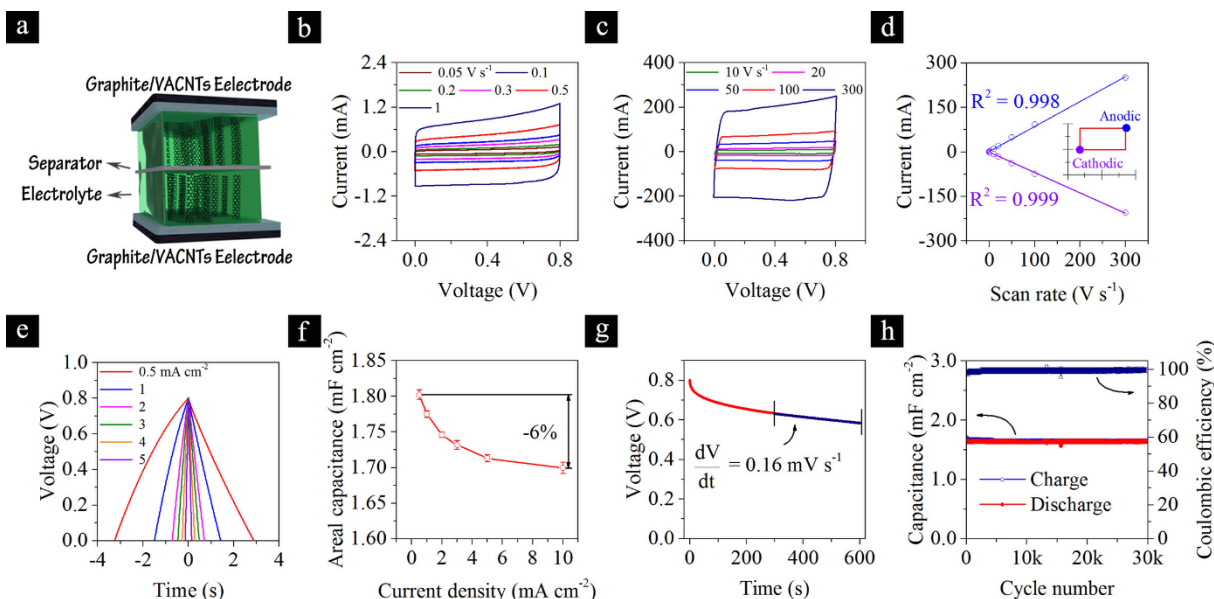 a
Graphite/VACNTs Eelectrode
Separator
Electrolyte
Graphite/VACNTs Eelectrode
b
2.4
1.2
0.0
-1.2
-2.4
Current (mA)
0.05 V s⁻¹ 0.1
0.2 0.3 0.5
1
0.0 0.4 0.8
Voltage (V)
c
400
200
0
-200
-400
Current (mA)
10 V s⁻¹ 20
50 100 300
0.0 0.4 0.8
Voltage (V)
d
300
150
0
-150
-300
Current (mA)
R² = 0.998
Anodic
Cathodic
R² = 0.999
0 100 200 300
Scan rate (V s⁻¹)
e
1.0
0.8
0.6
0.4
0.2
0.0
Voltage (V)
0.5 mA cm⁻²
1
2
3
4
5
-4 -2 0 2 4
Time (s)
f
1.85
1.80
1.75
1.70
1.65
1.60
Areal capacitance (mF cm⁻²)
-6%
0 2 4 6 8 10
Current density (mA cm⁻²)
g
0.8
0.6
0.4
0.2
0.0
Voltage (V)
dV
dt
= 0.16 mV s⁻¹
0 200 400 600
Time (s)
h
3.0
2.0
1.0
0.0
Capacitance (mF cm⁻²)
100
80
60
40
20
0
Coulombic efficiency (%)
Charge
Discharge
0 10k 20k 30k
Cycle number